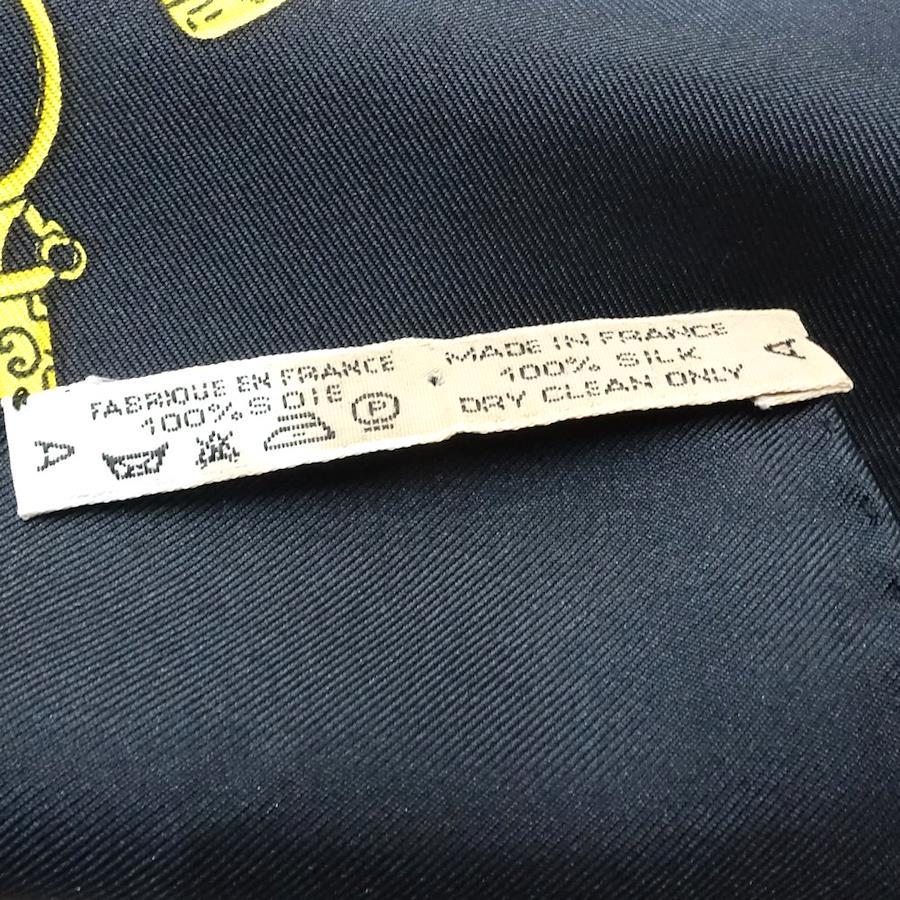 A
FABRIQUE EN FRANCE
100% SOIE
P
MADE IN FRANCE
100% SILK
DRY CLEAN ONLY
A